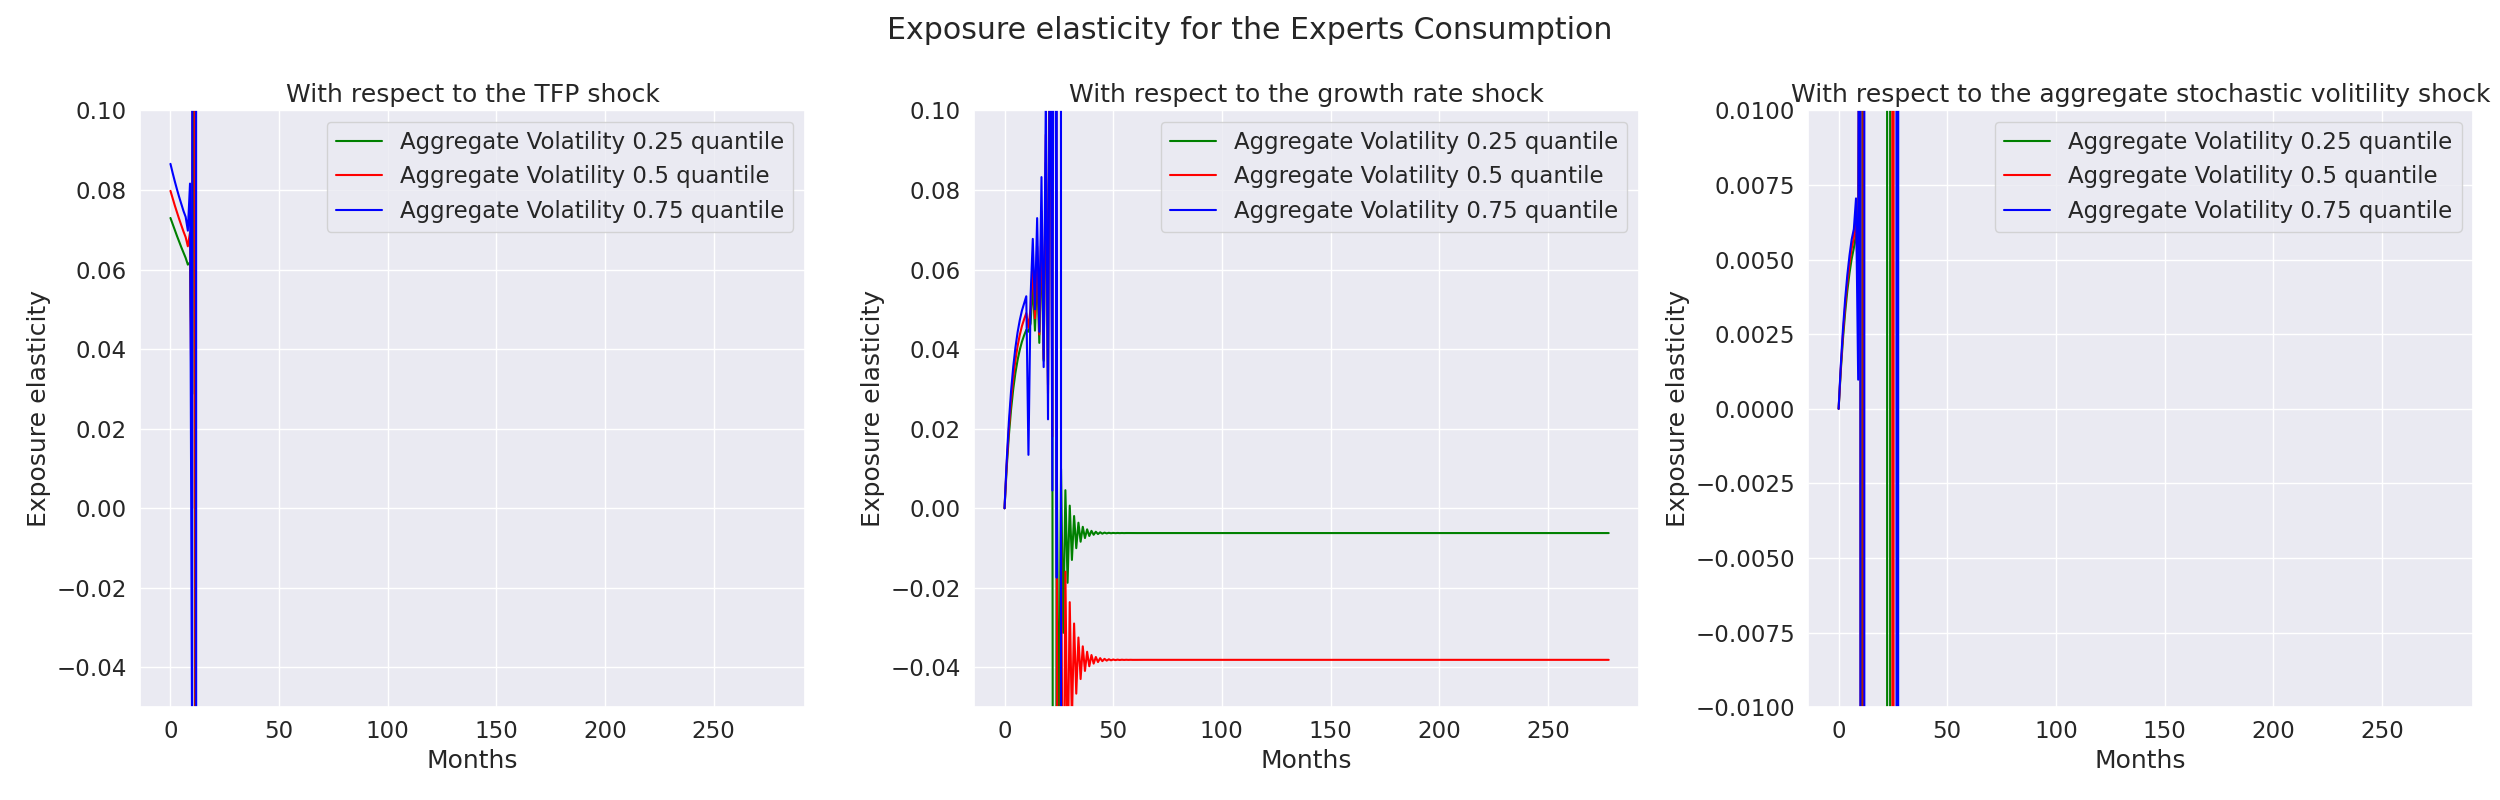 Exposure elasticity for the Experts Consumption
With respect to the TFP shock
Exposure elasticity
0.10
0.08
0.06
0.04
0.02
0.00
−0.02
−0.04
Aggregate Volatility 0.25 quantile
Aggregate Volatility 0.5 quantile
Aggregate Volatility 0.75 quantile
0 50 100 150 200 250
Months
With respect to the growth rate shock
Exposure elasticity
0.10
0.08
0.06
0.04
0.02
0.00
−0.02
−0.04
Aggregate Volatility 0.25 quantile
Aggregate Volatility 0.5 quantile
Aggregate Volatility 0.75 quantile
0 50 100 150 200 250
Months
With respect to the aggregate stochastic volitility shock
Exposure elasticity
0.0100
0.0075
0.0050
0.0025
0.0000
−0.0025
−0.0050
−0.0075
−0.0100
Aggregate Volatility 0.25 quantile
Aggregate Volatility 0.5 quantile
Aggregate Volatility 0.75 quantile
0 50 100 150 200 250
Months